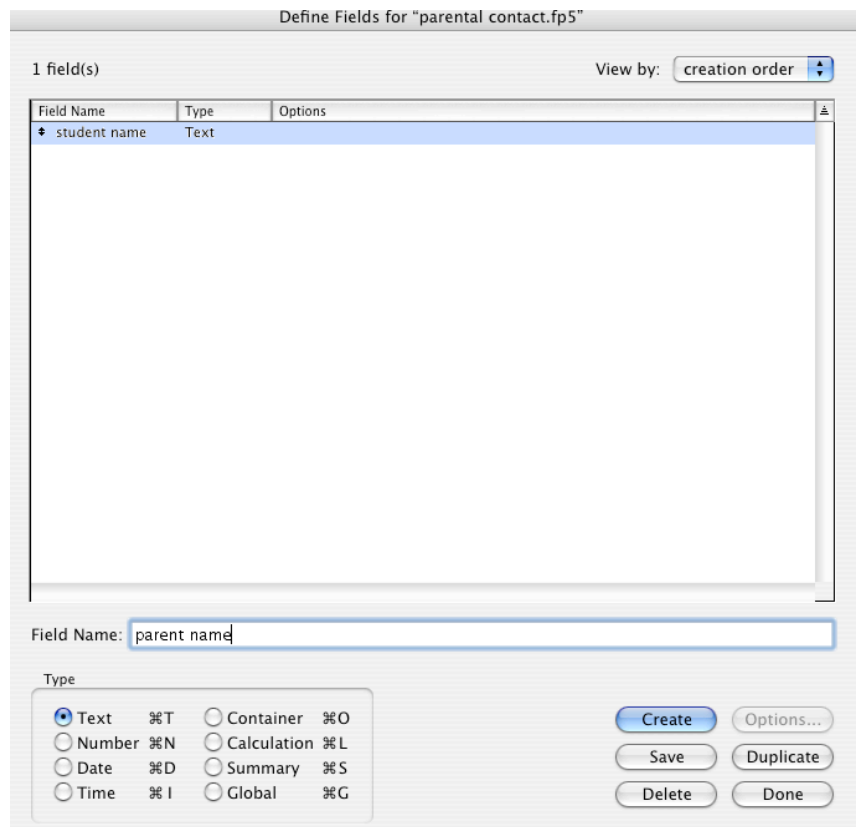 Define Fields for “parental contact.fp5”
1 field(s) View by: creation order
Field Name Type Options
student name Text
Field Name: parent name
Type
Text ⌘T Container ⌘O
Number ⌘N Calculation ⌘L
Date ⌘D Summary ⌘S
Time ⌘I Global ⌘G
Create Options...
Save Duplicate
Delete Done